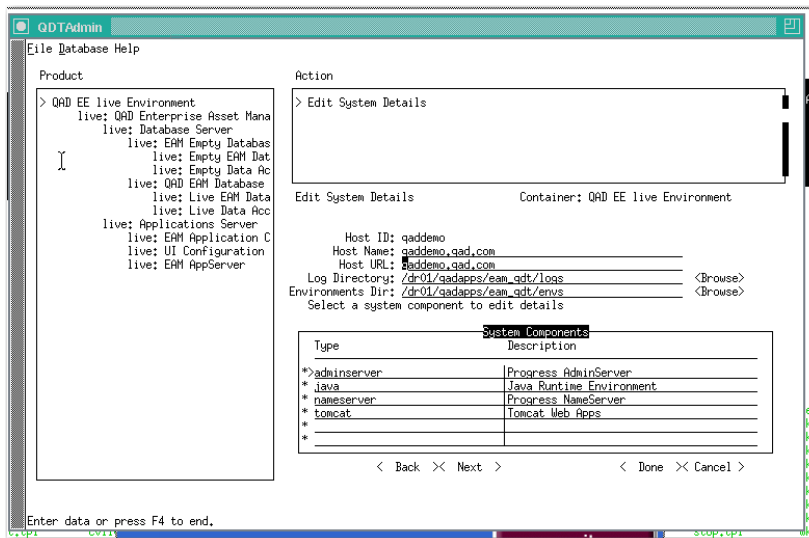 QDTAdmin
File Database Help
Product
> QAD EE live Environment
live: QAD Enterprise Asset Mana
live: Database Server
live: EAM Empty Databas
live: Empty EAM Dat
live: Empty Data Ac
live: QAD EAM Database
live: Live EAM Data
live: Live Data Acc
live: Applications Server
live: EAM Application C
live: UI Configuration
live: EAM AppServer
Action
> Edit System Details
Edit System Details Container: QAD EE live Environment
Host ID: qaddemo
Host Name: qaddemo.qad.com
Host URL: qaddemo.qad.com
Log Directory: /dr01/qadapps/eam_qdt/logs <Browse>
Environments Dir: /dr01/qadapps/eam_qdt/envs <Browse>
Select a system component to edit details
System Components
Type Description
*>adminserver Progress AdminServer
* java Java Runtime Environment
* nameserver Progress NameServer
* tomcat Tomcat Web Apps
*
*
< Back >< Next > < Done >< Cancel >
Enter data or press F4 to end.